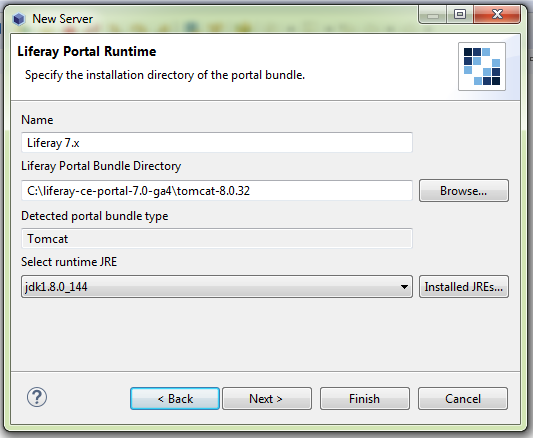 New Server
Liferay Portal Runtime
Specify the installation directory of the portal bundle.
Name
Liferay 7.x
Liferay Portal Bundle Directory
C:\liferay-ce-portal-7.0-ga4\tomcat-8.0.32
Browse...
Detected portal bundle type
Tomcat
Select runtime JRE
jdk1.8.0_144
Installed JREs...
?
< Back
Next >
Finish
Cancel